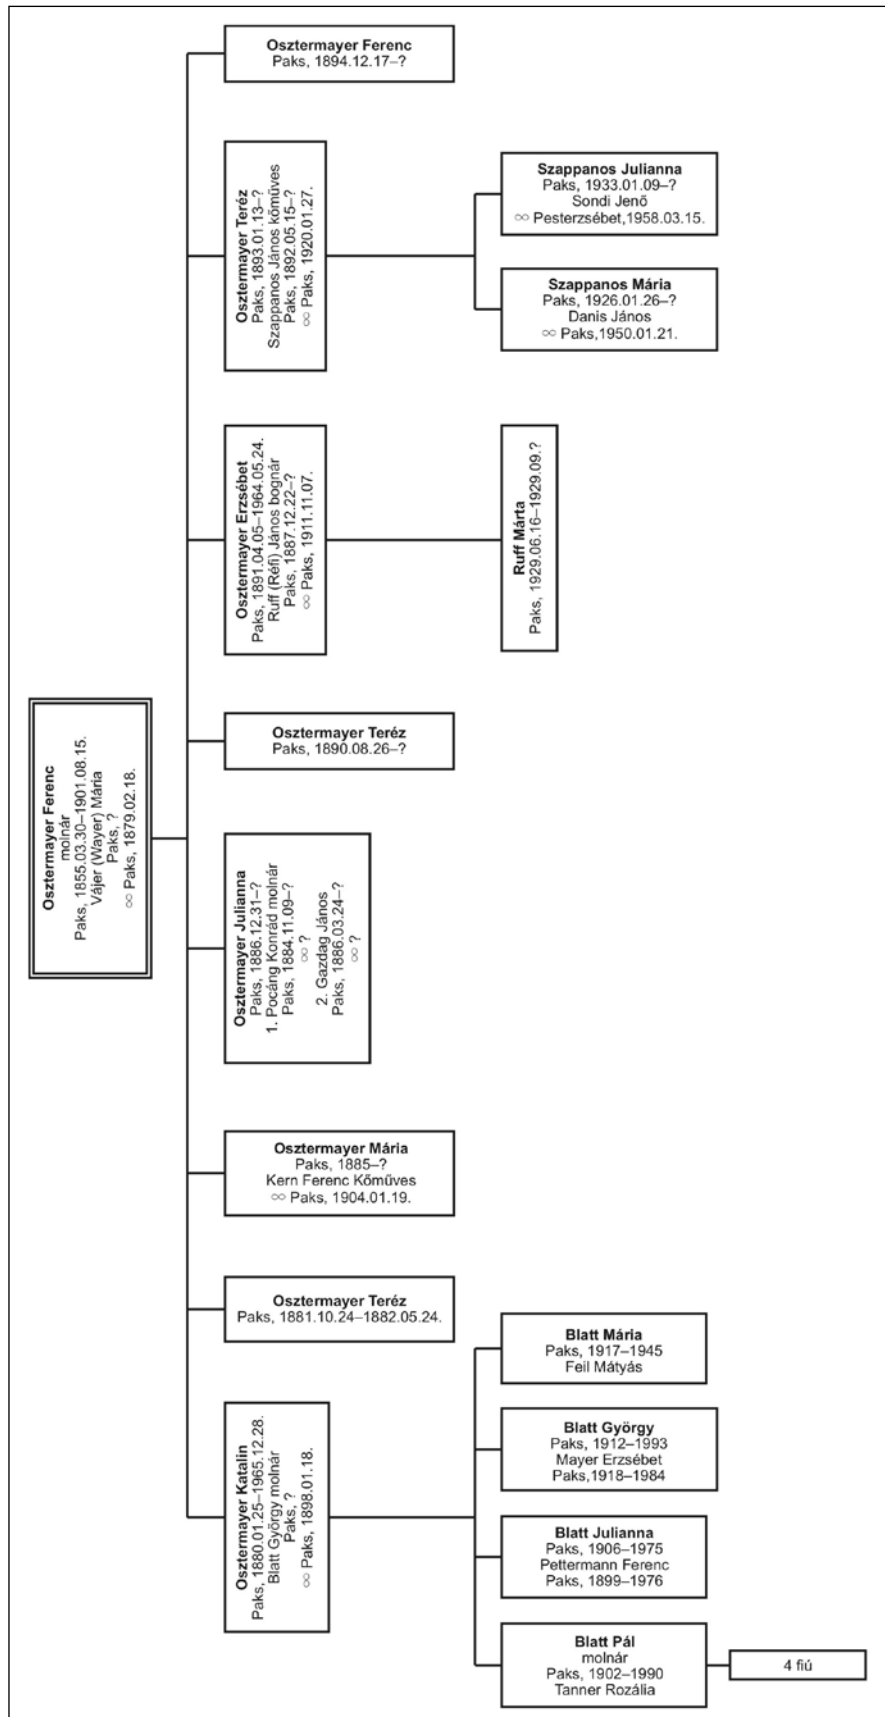 Osztermayer Ferenc
molnár
Paks, 1855.03.30–1901.08.15.
Vájer (Wayer) Mária
Paks, ?
∞ Paks, 1879.02.18.
Osztermayer Ferenc
Paks, 1894.12.17–?
Osztermayer Teréz
Paks, 1893.01.13–?
Szappanos János kőműves
Paks, 1892.05.15–?
∞ Paks, 1920.01.27.
Szappanos Julianna
Paks, 1933.01.09–?
Sondi Jenő
∞ Pesterzsébet,1958.03.15.
Szappanos Mária
Paks, 1926.01.26–?
Danis János
∞ Paks,1950.01.21.
Osztermayer Erzsébet
Paks, 1891.04.05–1964.05.24.
Ruff (Réfi) János bognár
Paks, 1887.12.22–?
∞ Paks, 1911.11.07.
Ruff Márta
Paks, 1929.06.16–1929.09.?
Osztermayer Teréz
Paks, 1890.08.26–?
Osztermayer Julianna
Paks, 1886.12.31–?
1. Pocáng Konrád molnár
Paks, 1884.11.09–?
∞ ?
2. Gazdag János
Paks, 1886.03.24–?
∞ ?
Osztermayer Mária
Paks, 1885–?
Kern Ferenc Kőműves
∞ Paks, 1904.01.19.
Osztermayer Teréz
Paks, 1881.10.24–1882.05.24.
Osztermayer Katalin
Paks, 1880.01.25–1965.12.28.
Blatt György molnár
Paks, ?
∞ Paks, 1898.01.18.
Blatt Mária
Paks, 1917–1945
Feil Mátyás
Blatt György
Paks, 1912–1993
Mayer Erzsébet
Paks,1918–1984
Blatt Julianna
Paks, 1906–1975
Pettermann Ferenc
Paks, 1899–1976
Blatt Pál
molnár
Paks, 1902–1990
Tanner Rozália
4 fiú